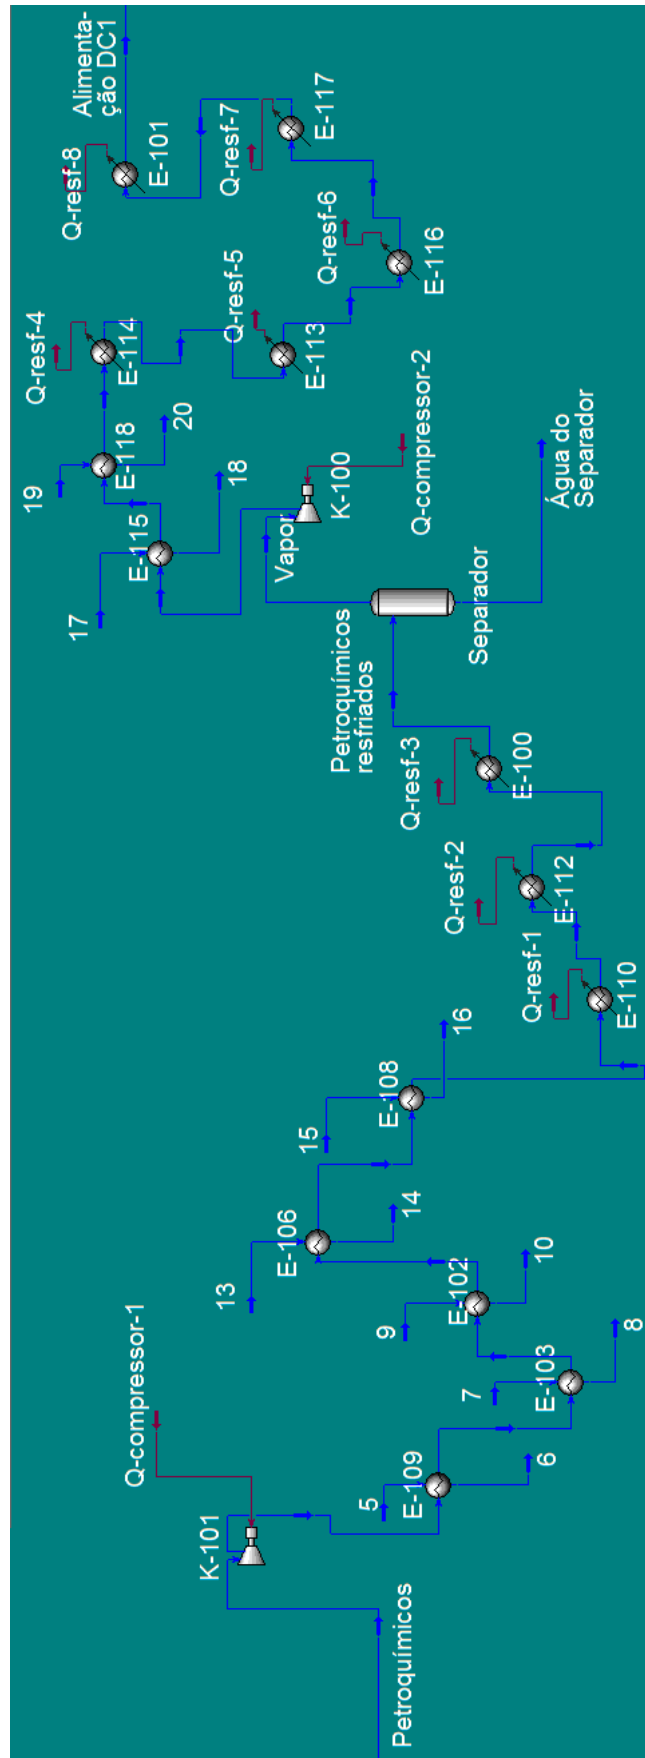 Petroquímicos
K-101
Q-compressor-1
5
E-109
6
7
E-103
8
9
E-102
10
13
E-106
14
15
E-108
16
Q-resf-1
E-110
Q-resf-2
E-112
Q-resf-3
E-100
Petroquímicos
resfriados
Separador
Água do
Separador
Vapor
K-100
Q-compressor-2
17
E-115
18
19
E-118
20
Q-resf-4
E-114
Q-resf-5
E-113
Q-resf-6
E-116
Q-resf-7
E-117
Q-resf-8
E-101
Alimenta-
ção DC1